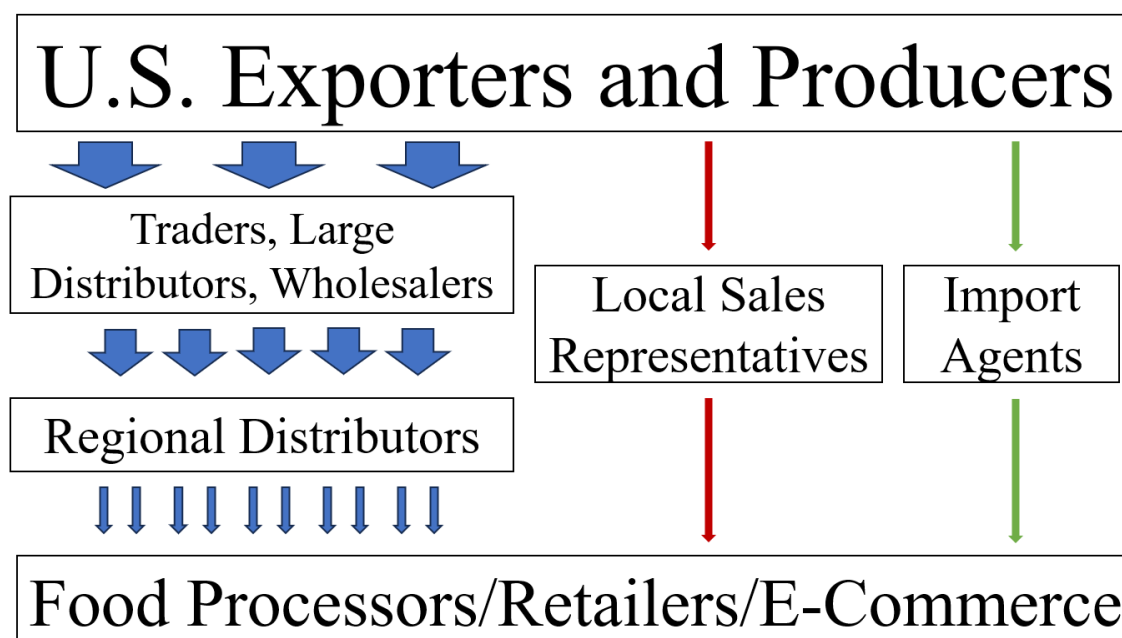 U.S. Exporters and Producers
Traders, Large
Distributors, Wholesalers
Local Sales
Representatives
Import
Agents
Regional Distributors
Food Processors/Retailers/E-Commerce